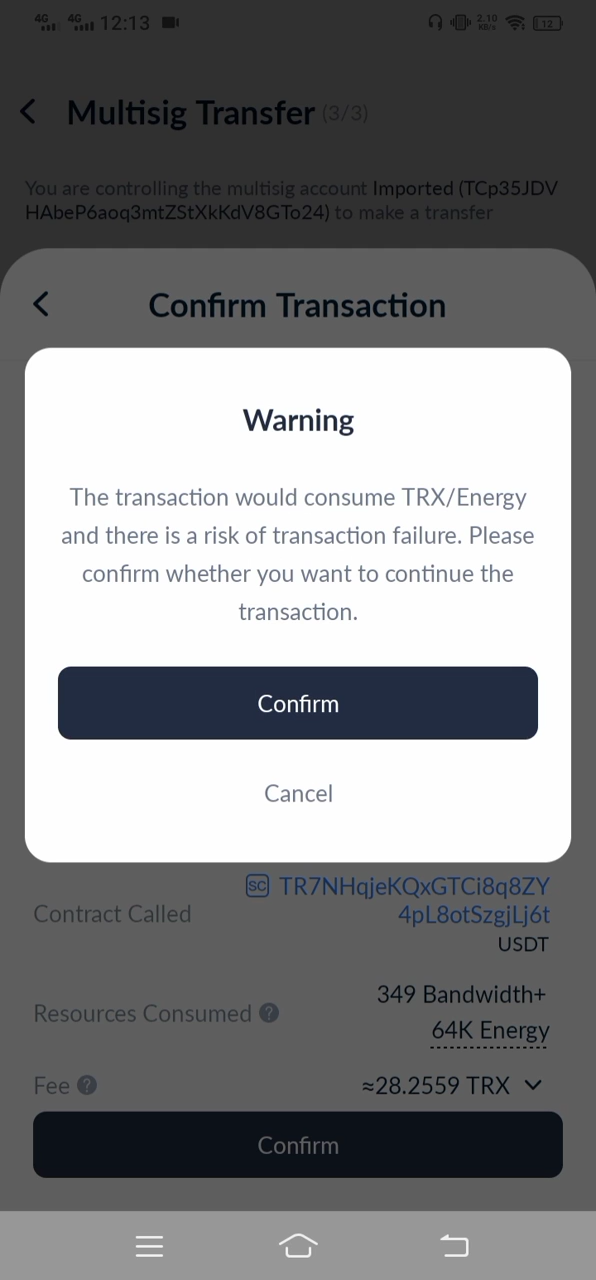 4G 4G 12:13 2.10 KB/s 12
Multisig Transfer (3/3)
You are controlling the multisig account Imported (TCp35JDV
HAbeP6aoq3mtZStXkKdV8GTo24) to make a transfer
Confirm Transaction
Warning
The transaction would consume TRX/Energy
and there is a risk of transaction failure. Please
confirm whether you want to continue the
transaction.
Confirm
Cancel
SC TR7NHqjeKQxGTCi8q8ZY
Contract Called
4pL8otSzgjLj6t
USDT
349 Bandwidth+
Resources Consumed ?
64K Energy
Fee ? ≈28.2559 TRX
Confirm